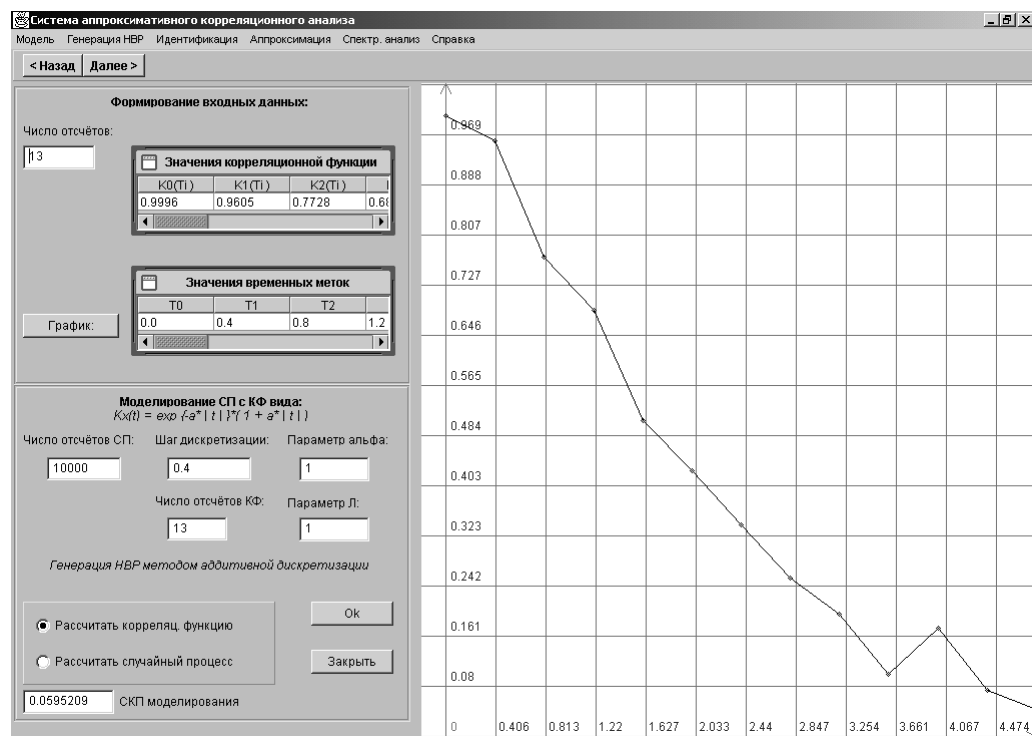 Система аппроксимативного корреляционного анализа
Модель Генерация НВР Идентификация Аппроксимация Спектр. анализ Справка
< Назад Далее >
Формирование входных данных:
Число отсчётов:
13
Значения корреляционной функции
K0(Ti) K1(Ti) K2(Ti)
0.9996 0.9605 0.7728 0.68
Значения временных меток
T0 T1 T2
0.0 0.4 0.8 1.2
График:
Моделирование СП с КФ вида:
Kx(t) = exp {-a* | t | }*( 1 + a* | t | )
Число отсчётов СП: Шаг дискретизации: Параметр альфа:
10000 0.4 1
Число отсчётов КФ: Параметр Л:
13 1
Генерация НВР методом аддитивной дискретизации
Рассчитать корреляц. функцию
Ok
Рассчитать случайный процесс
Закрыть
0.0595209 СКП моделирования
0.969
0.888
0.807
0.727
0.646
0.565
0.484
0.403
0.323
0.242
0.161
0.08
0 0.406 0.813 1.22 1.627 2.033 2.44 2.847 3.254 3.661 4.067 4.474